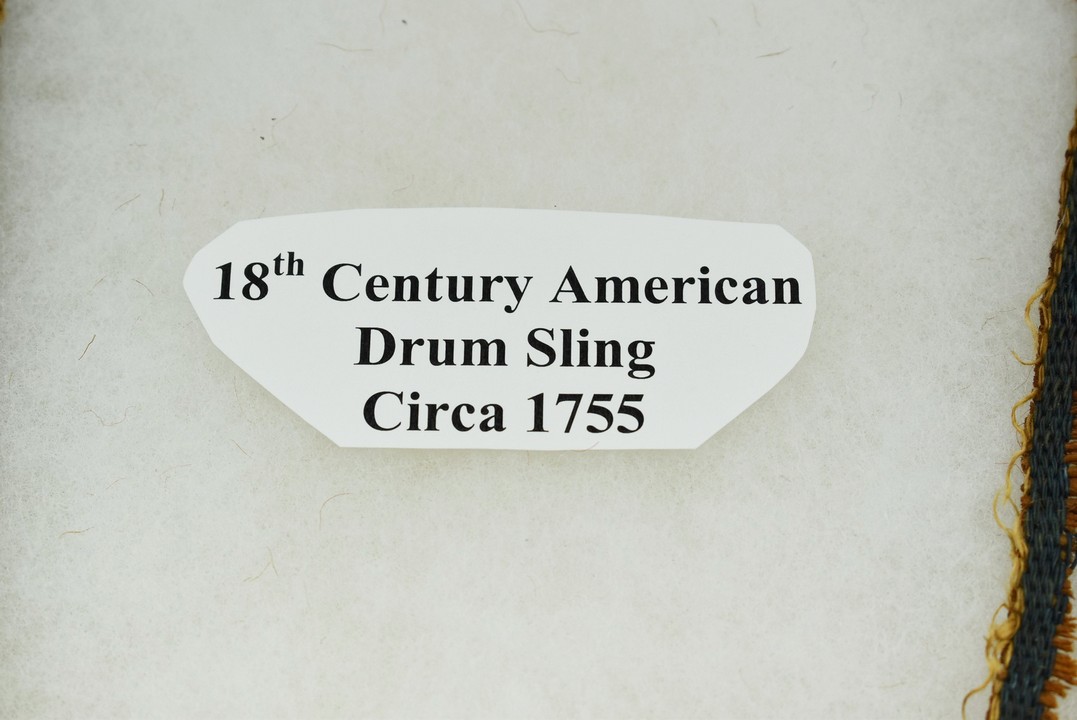 18th Century American
Drum Sling
Circa 1755